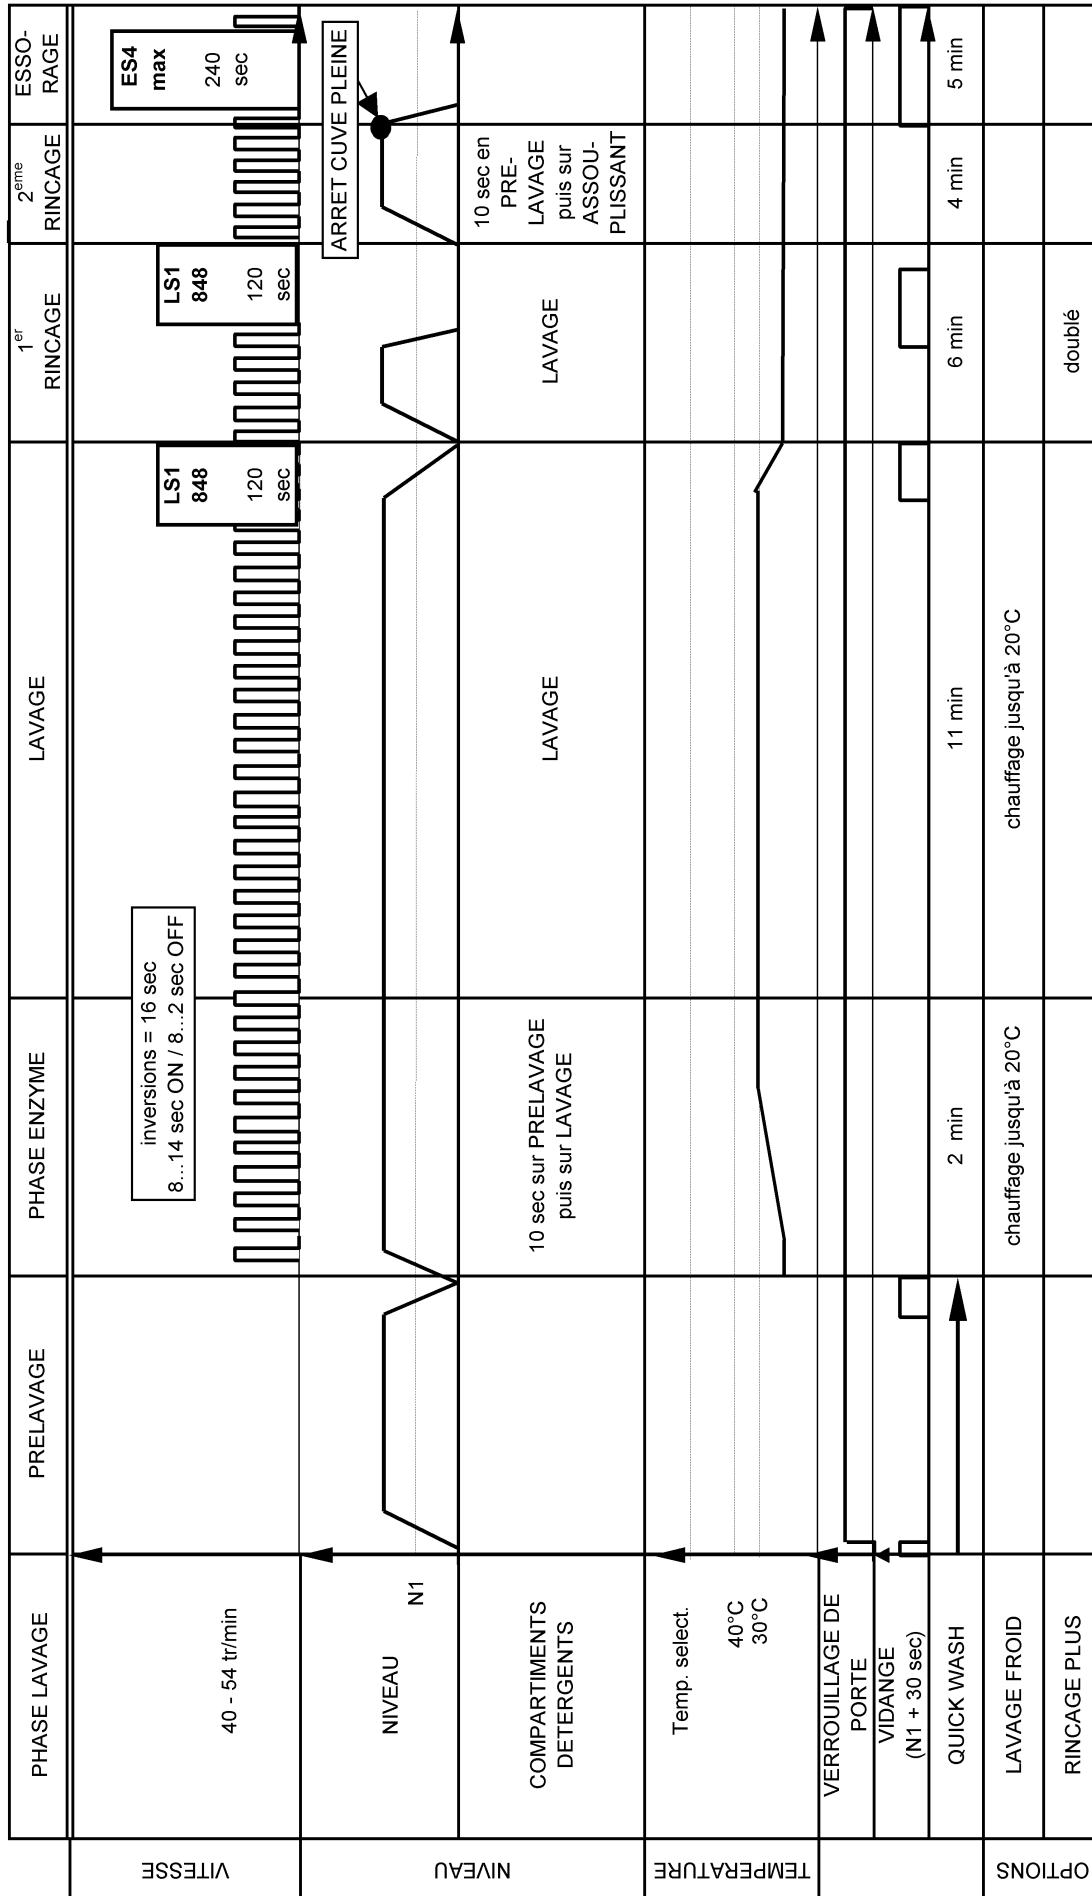 PHASE LAVAGE
PRELAVAGE
PHASE ENZYME
LAVAGE
1er
RINCAGE
2eme
RINCAGE
ESSO-
RAGE
VITESSE
40 - 54 tr/min
inversions = 16 sec
8...14 sec ON / 8...2 sec OFF
LS1
848
120
sec
LS1
848
120
sec
ES4
max
240
sec
NIVEAU
NIVEAU
N1
ARRET CUVE PLEINE
COMPARTIMENTS
DETERGENTS
10 sec sur PRELAVAGE
puis sur LAVAGE
LAVAGE
LAVAGE
10 sec en
PRE-
LAVAGE
puis sur
ASSOU-
PLISSANT
TEMPERATURE
Temp. select.
40°C
30°C
VERROUILLAGE DE
PORTE
VIDANGE
(N1 + 30 sec)
QUICK WASH
2 min
11 min
6 min
4 min
5 min
OPTIONS
LAVAGE FROID
chauffage jusqu'à 20°C
chauffage jusqu'à 20°C
RINCAGE PLUS
doublé